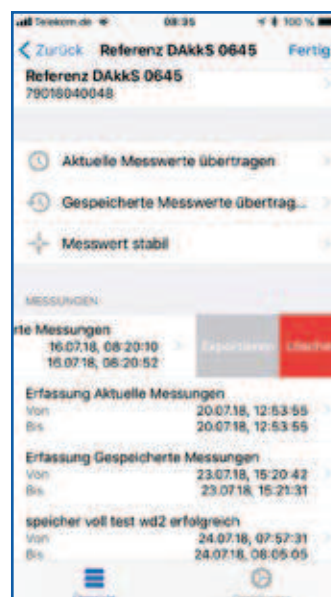 Telekom.de 08:35 100 %
Zurück Referenz DAkkS 0645 Fertig
Referenz DAkkS 0645
79018040048
Aktuelle Messwerte übertragen
Gespeicherte Messwerte übertrag...
Messwert stabil
MESSUNGEN
rte Messungen
16.07.18, 08:20:10
16.07.18, 08:20:52
Exportieren Lösche
Erfassung Aktuelle Messungen
Von 20.07.18, 12:53:55
Bis 20.07.18, 12:53:55
Erfassung Gespeicherte Messungen
Von 23.07.18, 15:20:42
Bis 23.07.18, 15:21:31
speicher voll test wd2 erfolgreich
Von 24.07.18, 07:57:31
Bis 24.07.18, 08:05:05